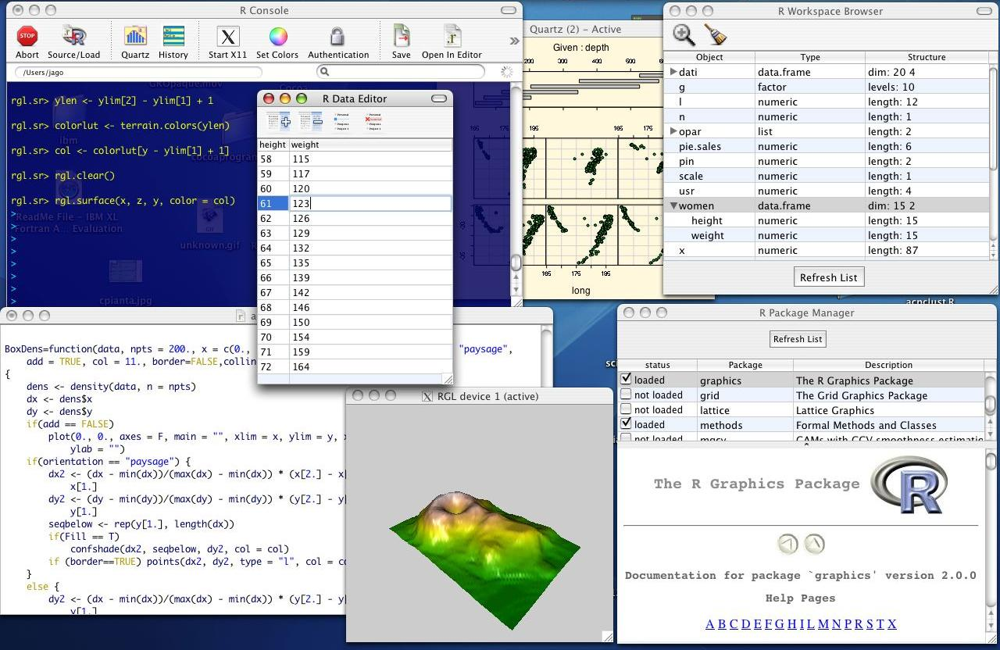 R Console
Abort Source/Load Quartz History Start X11 Set Colors Authentication Save Open In Editor
/Users/jago
rgl.sr> ylen <- ylim[2] - ylim[1] + 1
rgl.sr> colorlut <- terrain.colors(ylen)
rgl.sr> col <- colorlut[y - ylim[1] + 1]
rgl.sr> rgl.clear()
rgl.sr> rgl.surface(x, z, y, color = col)
>
>
>
>
>
>
>
>
ibm
ReadMe File - IBM XL
Fortran A... Evaluation
unknown.gif
cpianta.jpg
R Data Editor
height weight
58 115
59 117
60 120
61 123
62 126
63 129
64 132
65 135
66 139
67 142
68 146
69 150
70 154
71 159
72 164
Quartz (2) - Active
Given : depth
200 300 400 500
165 175 185 195
165 175 185 195
165
long
R Workspace Browser
Object Type Structure
dati data.frame dim: 20 4
g factor levels: 10
l numeric length: 12
n numeric length: 1
opar list length: 2
pie.sales numeric length: 6
pin numeric length: 2
scale numeric length: 1
usr numeric length: 4
women data.frame dim: 15 2
height numeric length: 15
weight numeric length: 15
x numeric length: 87
Refresh List
acnclust.R
BoxDens=function(data, npts = 200., x = c(0., "paysage",
add = TRUE, col = 11., border=FALSE,collin
{
dens <- density(data, n = npts)
dx <- dens$x
dy <- dens$y
if(add == FALSE)
plot(0., 0., axes = F, main = "", xlim = x, ylim = y,
ylab = "")
if(orientation == "paysage") {
dx2 <- (dx - min(dx))/(max(dx) - min(dx)) * (x[2.] - x[
x[1.]
dy2 <- (dy - min(dy))/(max(dy) - min(dy)) * (y[2.] - y[
y[1.]
seqbelow <- rep(y[1.], length(dx))
if(Fill == T)
confshade(dx2, seqbelow, dy2, col = col)
if (border==TRUE) points(dx2, dy2, type = "l", col = co
}
else {
dy2 <- (dx - min(dx))/(max(dx) - min(dx)) * (y[2.] - y[
y[1.]
RGL device 1 (active)
R Package Manager
Refresh List
status Package Description
loaded graphics The R Graphics Package
not loaded grid The Grid Graphics Package
not loaded lattice Lattice Graphics
loaded methods Formal Methods and Classes
not loaded mgcv GAMs with GCV smoothness estimatio
The R Graphics Package R
Documentation for package `graphics' version 2.0.0
Help Pages
A B C D E F G H I L M N P R S T X